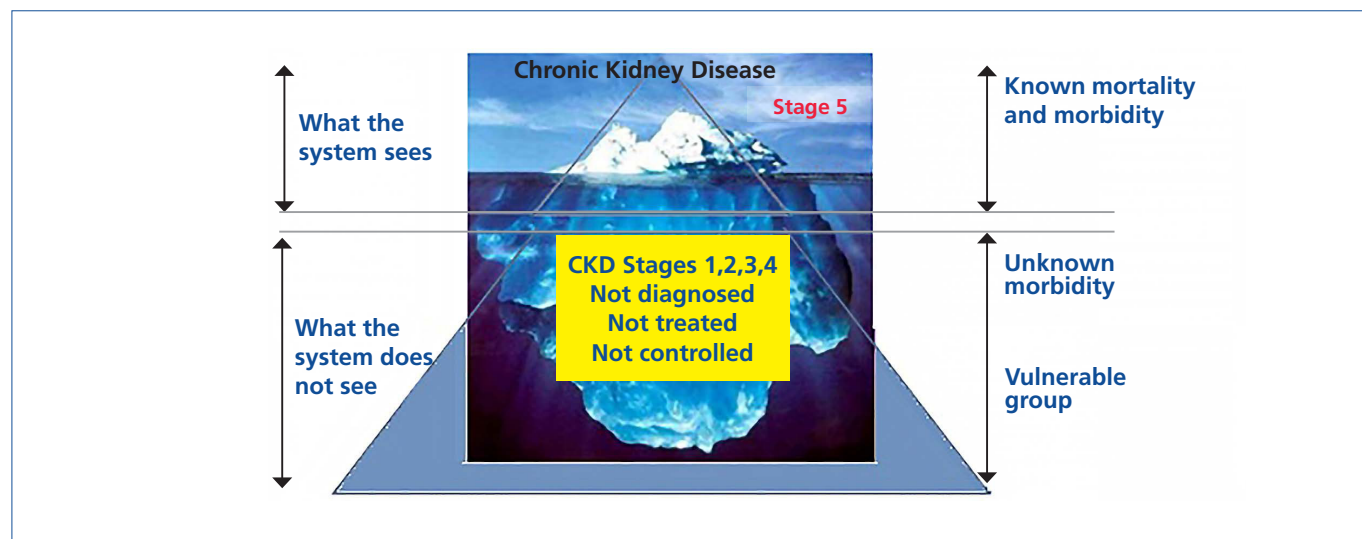 Chronic Kidney Disease
Stage 5
What the
system sees
Known mortality
and morbidity
CKD Stages 1,2,3,4
Not diagnosed
Not treated
Not controlled
What the
system does
not see
Unknown
morbidity
Vulnerable
group